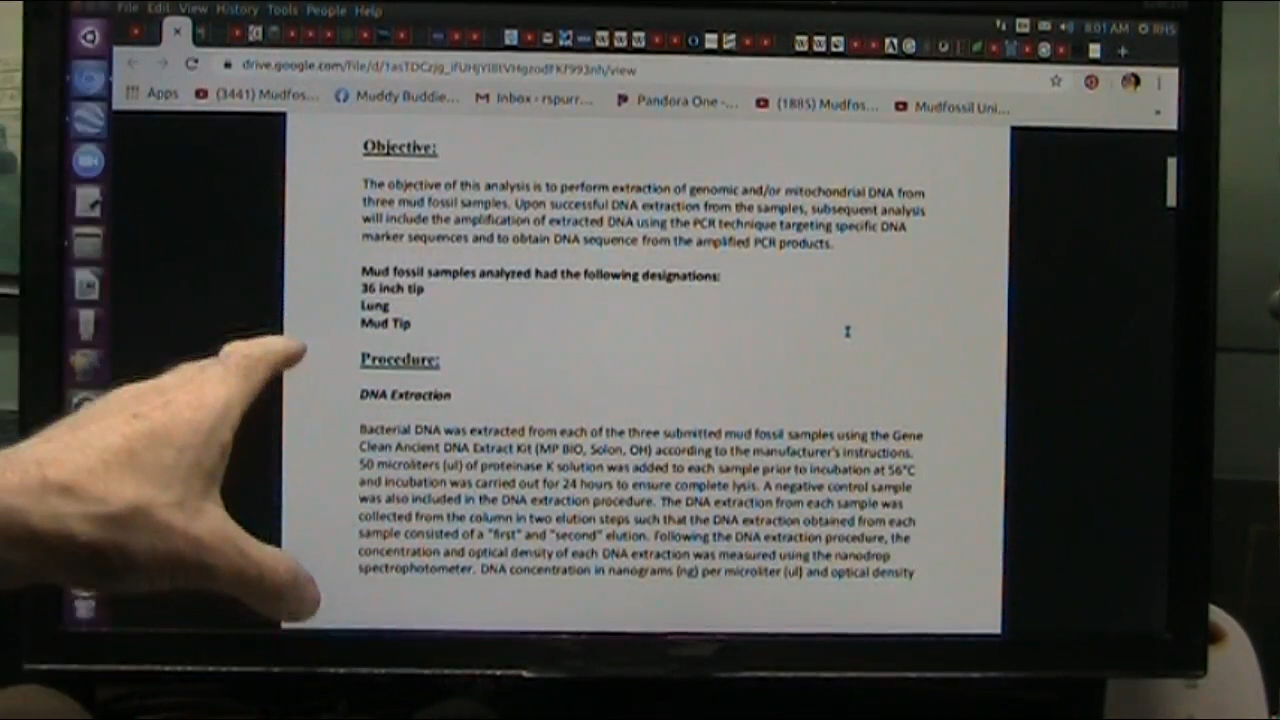 File Edit View History Tools People Help
8:01 AM RHS
Apps (3441) Mudfos... Muddy Buddie... Inbox - rspurr... Pandora One -... (1885) Mudfos... Mudfossil Uni...
Objective:
The objective of this analysis is to perform extraction of genomic and/or mitochondrial DNA from
three mud fossil samples. Upon successful DNA extraction from the samples, subsequent analysis
will include the amplification of extracted DNA using the PCR technique targeting specific DNA
marker sequences and to obtain DNA sequence from the amplified PCR products.
Mud fossil samples analyzed had the following designations:
36 inch tip
Lung
Mud Tip
Procedure:
DNA Extraction
Bacterial DNA was extracted from each of the three submitted mud fossil samples using the Gene
Clean Ancient DNA Extract Kit (MP BIO, Solon, OH) according to the manufacturer's instructions.
50 microliters (ul) of proteinase K solution was added to each sample prior to incubation at 56°C
and incubation was carried out for 24 hours to ensure complete lysis. A negative control sample
was also included in the DNA extraction procedure. The DNA extraction from each sample was
collected from the column in two elution steps such that the DNA extraction obtained from each
sample consisted of a "first" and "second" elution. Following the DNA extraction procedure, the
concentration and optical density of each DNA extraction was measured using the nanodrop
spectrophotometer. DNA concentration in nanograms (ng) per microliter (ul) and optical density